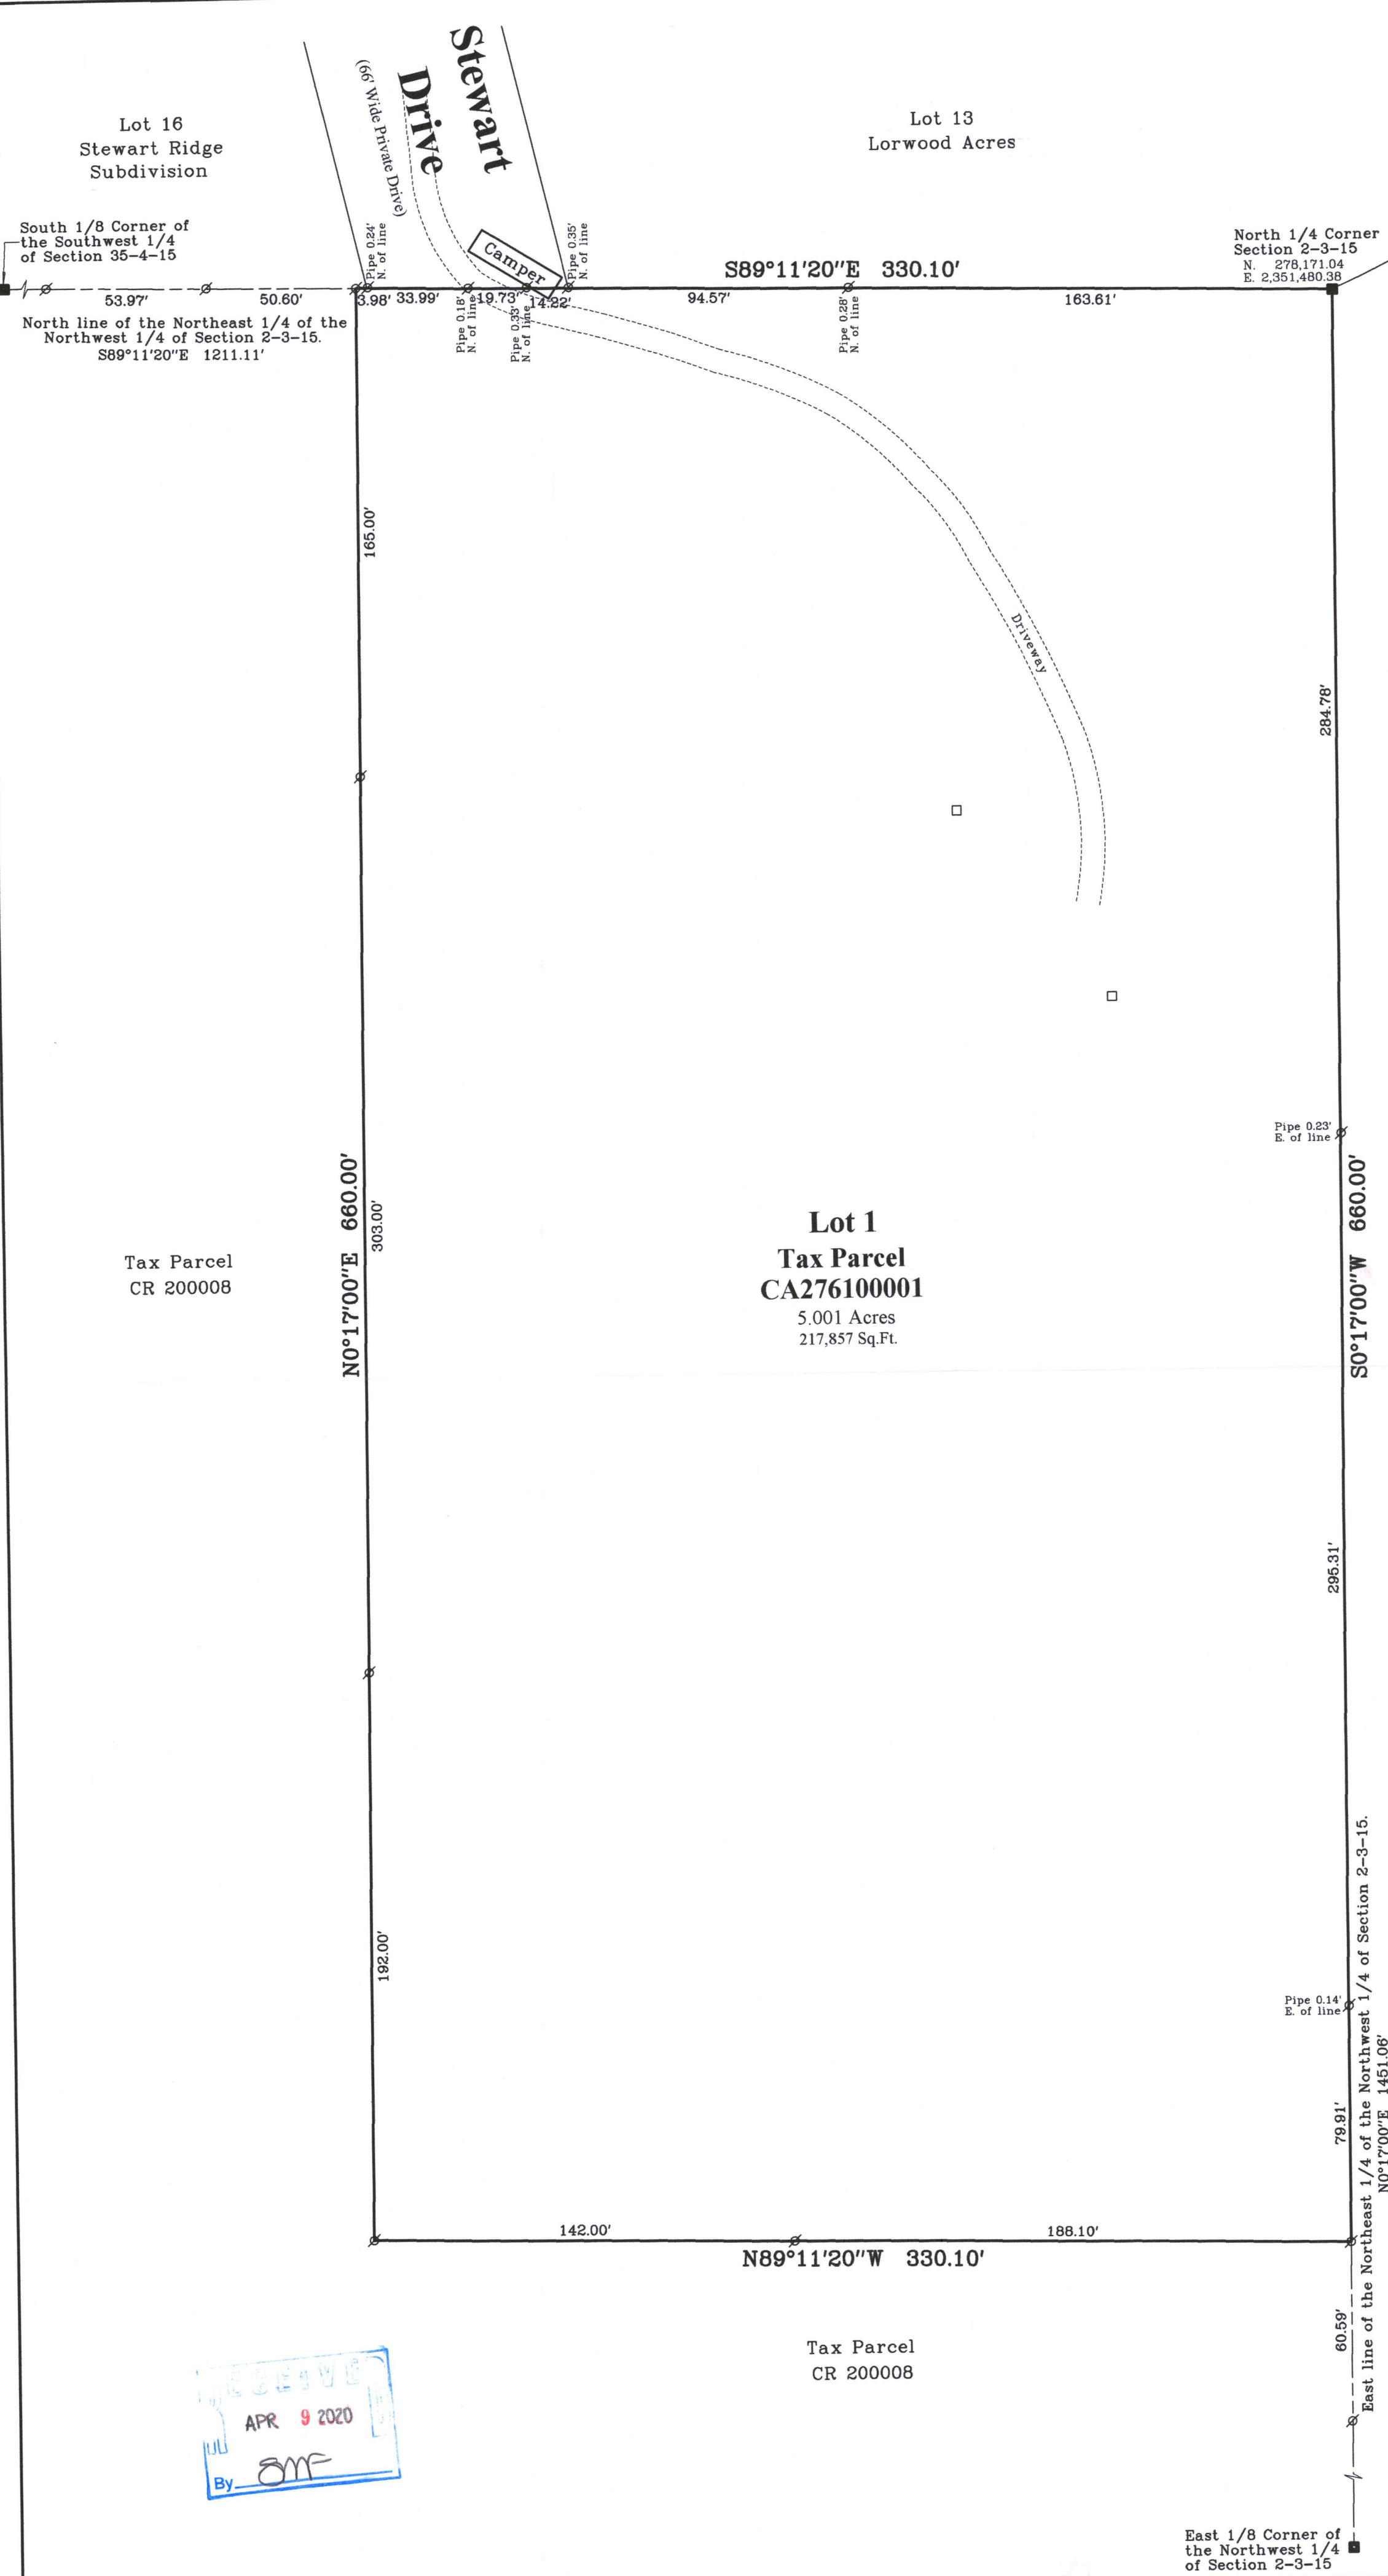 Stewart
Drive
(66' Wide Private Drive)
Lot 16
Stewart Ridge
Subdivision
Lot 13
Lorwood Acres
South 1/8 Corner of
the Southwest 1/4
of Section 35-4-15
North 1/4 Corner
Section 2-3-15
N. 278,171.04
E. 2,351,480.38
Pipe 0.24'
N. of line
Camper
Pipe 0.35'
N. of line
S89°11'20"E 330.10'
53.97'
50.60'
3.98'
33.99'
19.73'
14.22'
94.57'
163.61'
Pipe 0.18'
N. of line
Pipe 0.33'
N. of line
Pipe 0.28'
N. of line
North line of the Northeast 1/4 of the
Northwest 1/4 of Section 2-3-15.
S89°11'20"E 1211.11'
165.00'
Driveway
284.78'
Pipe 0.23'
E. of line
N0°17'00"E 660.00'
303.00'
S0°17'00"W 660.00'
Tax Parcel
CR 200008
Lot 1
Tax Parcel
CA276100001
5.001 Acres
217,857 Sq.Ft.
295.31'
192.00'
Pipe 0.14'
E. of line
79.91'
East line of the Northeast 1/4 of the Northwest 1/4 of Section 2-3-15.
N0°17'00"E 1451.06'
142.00'
188.10'
N89°11'20"W 330.10'
60.59'
Tax Parcel
CR 200008
APR 9 2020
By
East 1/8 Corner of
the Northwest 1/4
of Section 2-3-15